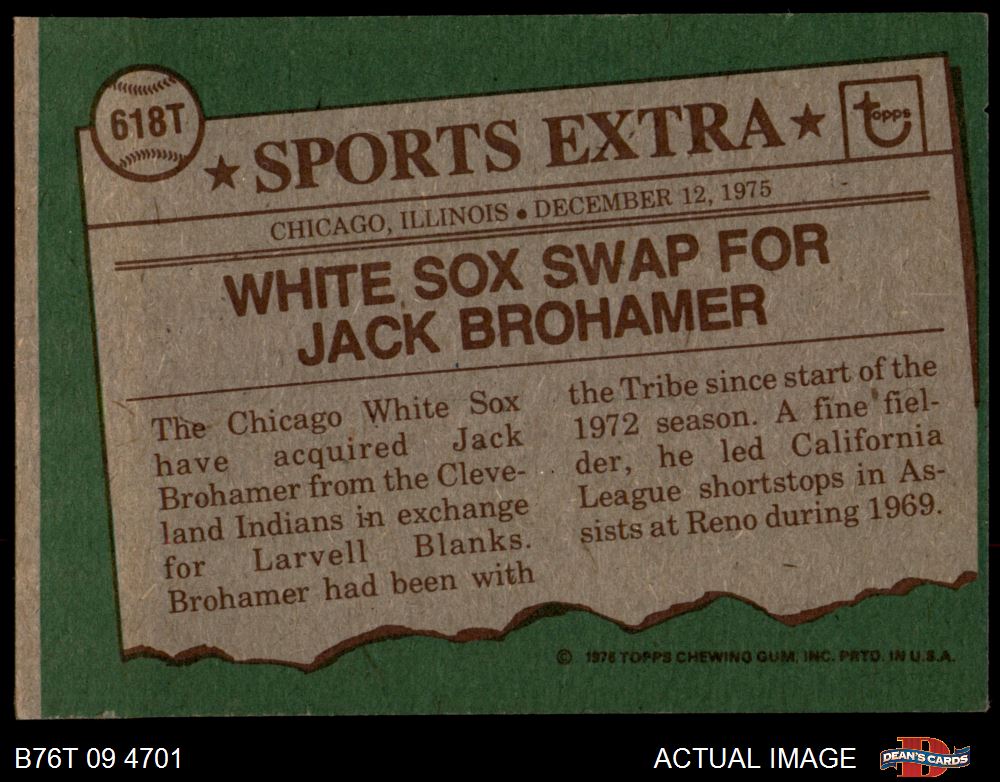 618T
★ SPORTS EXTRA ★
Topps
CHICAGO, ILLINOIS • DECEMBER 12, 1975
WHITE SOX SWAP FOR
JACK BROHAMER
The Chicago White Sox
have acquired Jack
Brohamer from the Cleve-
land Indians in exchange
for Larvell Blanks.
Brohamer had been with
the Tribe since start of the
1972 season. A fine fiel-
der, he led California
League shortstops in As-
sists at Reno during 1969.
© 1976 TOPPS CHEWING GUM, INC. PRTD. IN U.S.A.
B76T 09 4701
ACTUAL IMAGE
DEAN'S CARDS